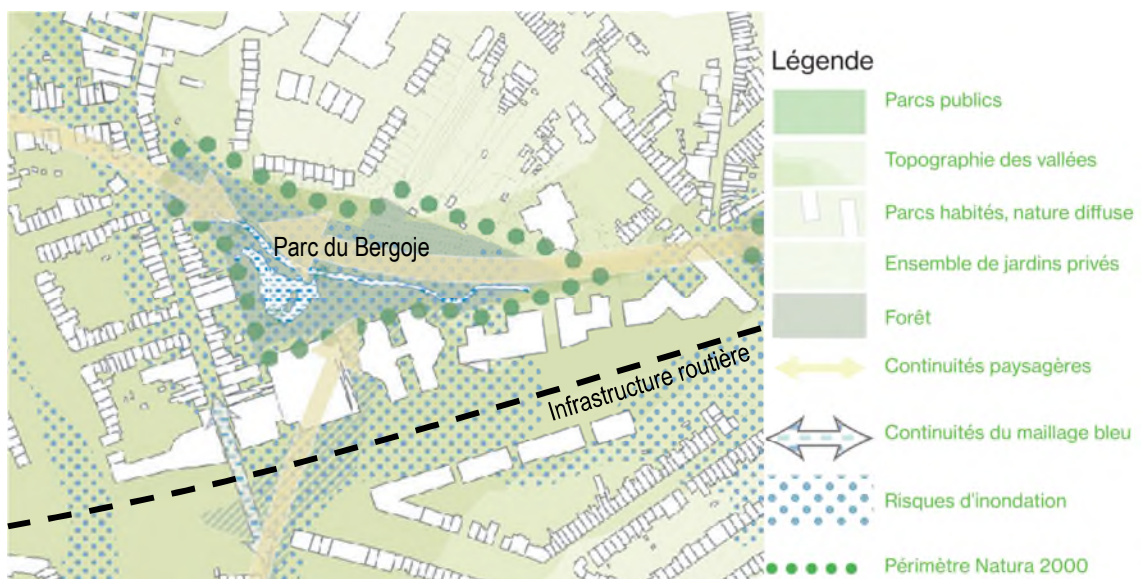 Parc du Bergoje
Infrastructure routière
Légende
Parcs publics
Topographie des vallées
Parcs habités, nature diffuse
Ensemble de jardins privés
Forêt
Continuités paysagères
Continuités du maillage bleu
Risques d'inondation
Périmètre Natura 2000